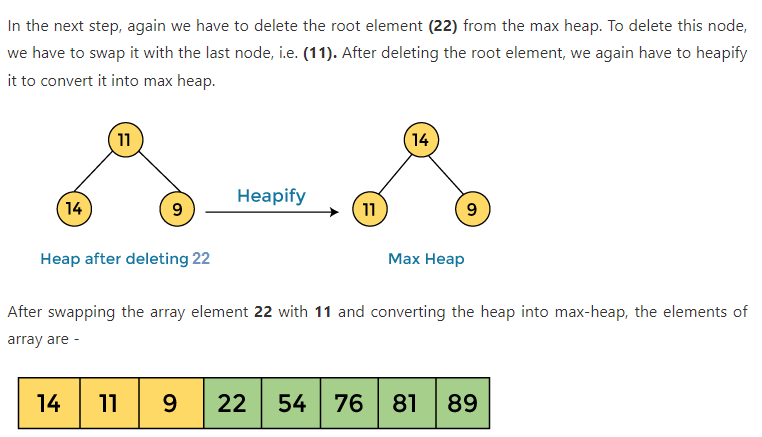 In the next step, again we have to delete the root element (22) from the max heap. To delete this node,
we have to swap it with the last node, i.e. (11). After deleting the root element, we again have to heapify
it to convert it into max heap.
11
14
14
9
Heapify
11
9
Heap after deleting 22
Max Heap
After swapping the array element 22 with 11 and converting the heap into max-heap, the elements of
array are -
14 11 9 22 54 76 81 89